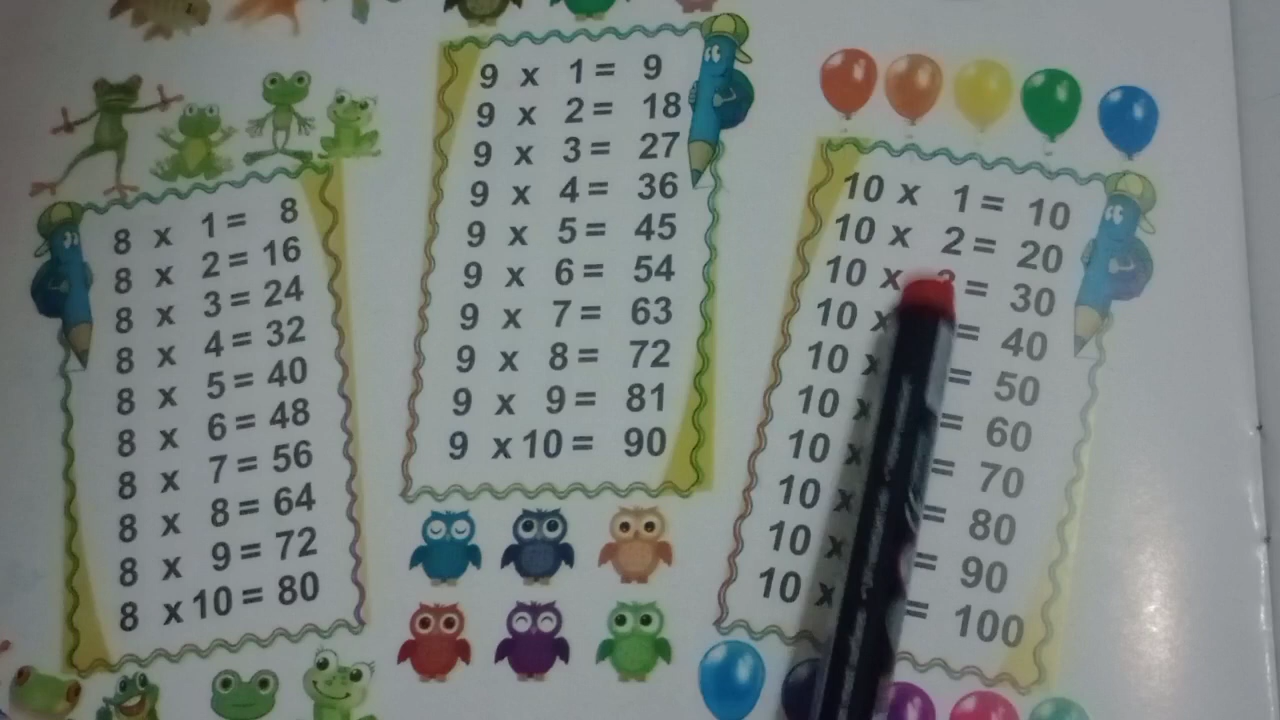 8 x 1 = 8
8 x 2 = 16
8 x 3 = 24
8 x 4 = 32
8 x 5 = 40
8 x 6 = 48
8 x 7 = 56
8 x 8 = 64
8 x 9 = 72
8 x 10 = 80
9 x 1 = 9
9 x 2 = 18
9 x 3 = 27
9 x 4 = 36
9 x 5 = 45
9 x 6 = 54
9 x 7 = 63
9 x 8 = 72
9 x 9 = 81
9 x 10 = 90
10 x 1 = 10
10 x 2 = 20
10 x = 30
10 x = 40
10 x = 50
10 x = 60
10 x = 70
10 x = 80
10 x = 90
10 x = 100